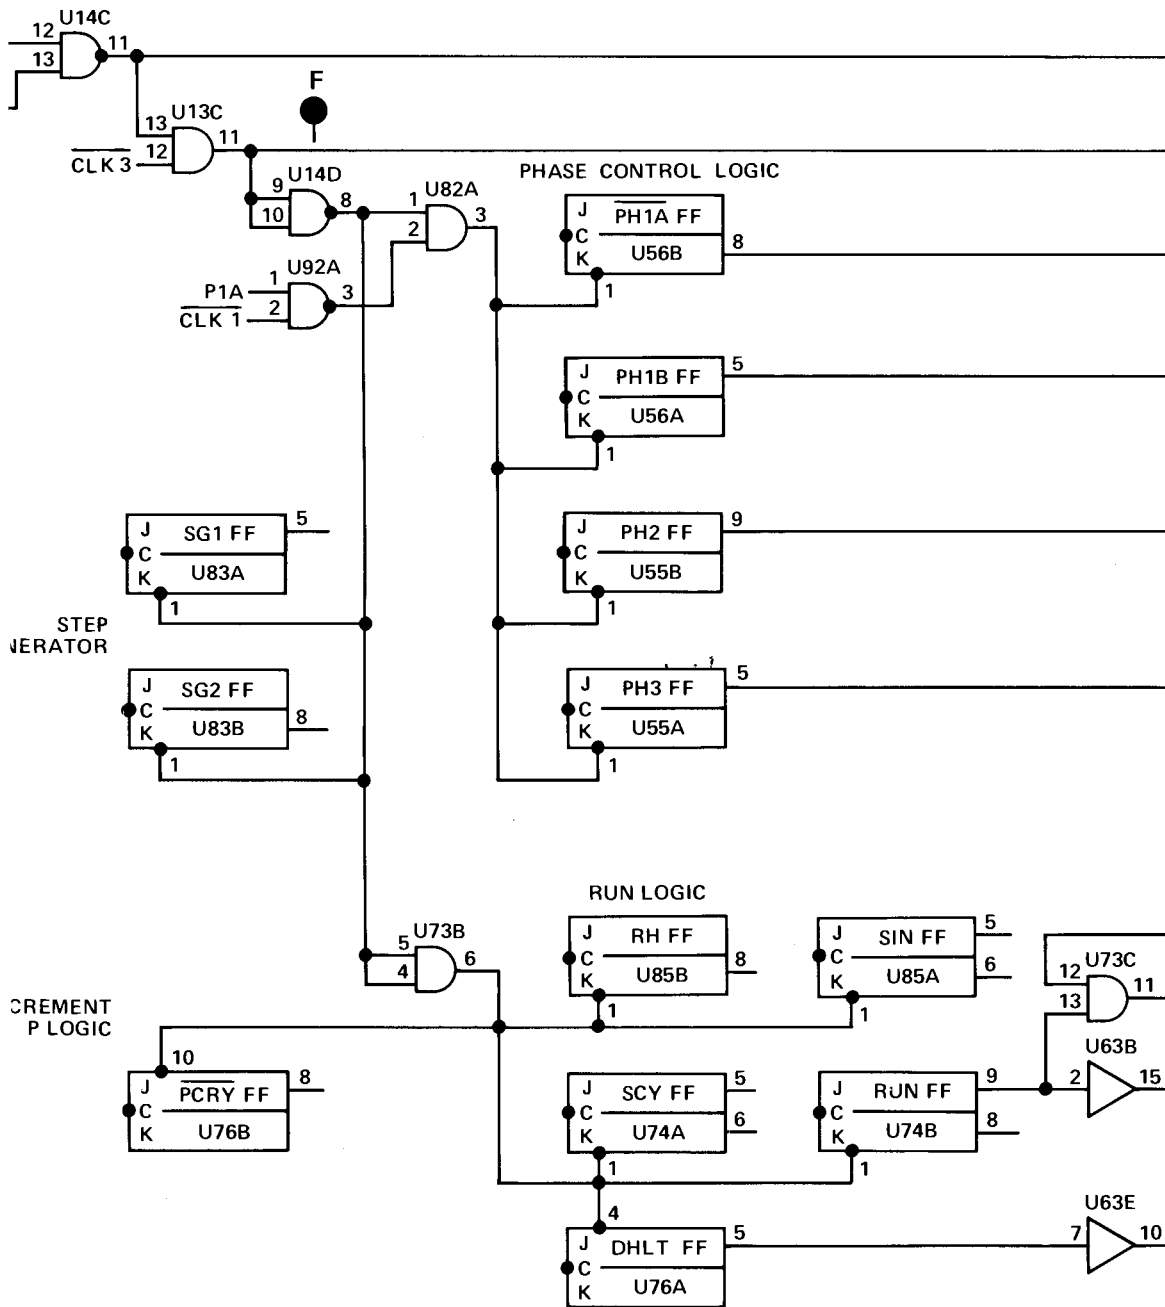 U14C
12
11
13
F
U13C
13
11
CLK 3
12
PHASE CONTROL LOGIC
U14D
U82A
9
8
1
3
10
2
J
PH1A FF
C
K
U56B
8
1
U92A
P1A
1
3
CLK 1
2
J
PH1B FF
5
C
K
U56A
1
J
SG1 FF
5
C
K
U83A
1
J
PH2 FF
9
C
K
U55B
1
STEP
NERATOR
J
SG2 FF
C
8
K
U83B
1
J
PH3 FF
5
C
K
U55A
1
RUN LOGIC
U73B
5
6
4
J
RH FF
C
8
K
U85B
1
J
SIN FF
5
C
6
K
U85A
1
U73C
12
11
13
CREMENT
P LOGIC
10
J
PCRY FF
8
C
K
U76B
J
SCY FF
5
C
6
K
U74A
1
J
RUN FF
9
C
8
K
U74B
1
U63B
2
15
4
J
DHLT FF
5
C
K
U76A
U63E
7
10